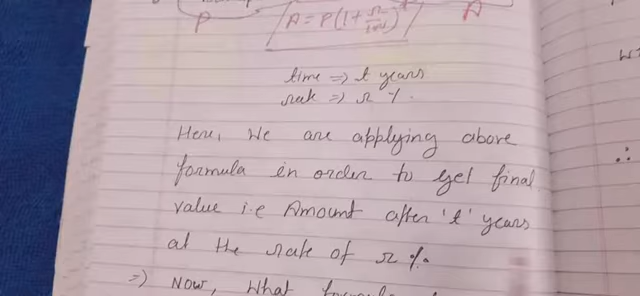 P A = P(1 + r/100)^t A
time => t years
rate => r %.
Here, We are applying above
formula in order to get final
value i.e Amount after 't' years
at the rate of r %.
=> Now, What formula